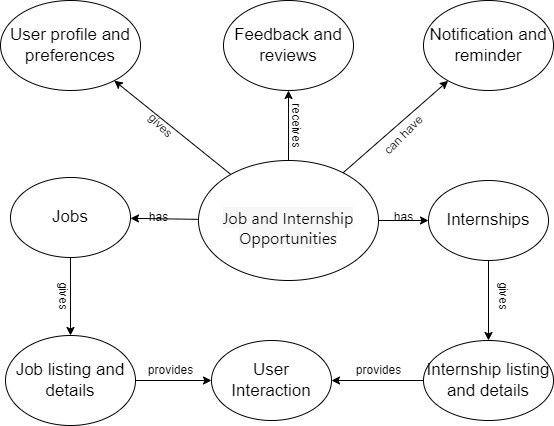 User profile and
preferences
Feedback and
reviews
Notification and
reminder
gives
receives
can have
Jobs
has
Job and Internship
Opportunities
has
Internships
gives
gives
Job listing and
details
provides
User
Interaction
provides
Internship listing
and details